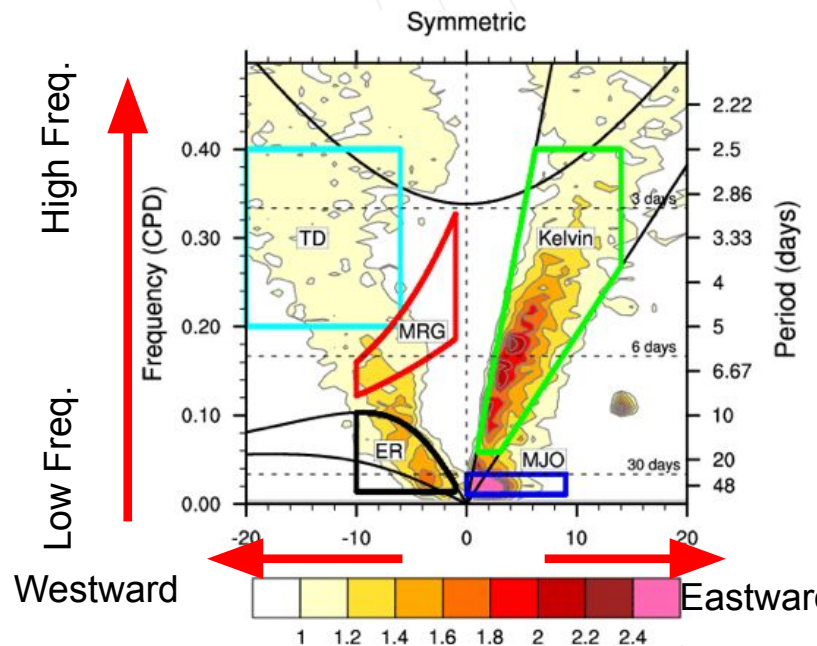 Symmetric
High Freq.
Low Freq.
Frequency (CPD)
0.40
0.30
0.20
0.10
0.00
TD
MRG
ER
Kelvin
MJO
3 days
6 days
30 days
2.22
2.5
2.86
3.33
4
5
6.67
10
20
48
Period (days)
-20 -10 0 10 20
Westward
Eastward
1 1.2 1.4 1.6 1.8 2 2.2 2.4